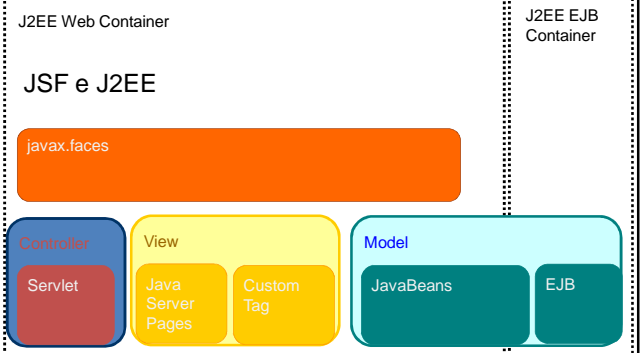 J2EE Web Container
J2EE EJB
Container
JSF e J2EE
javax.faces
Controller
View
Model
Servlet
Java
Server
Pages
Custom
Tag
JavaBeans
EJB